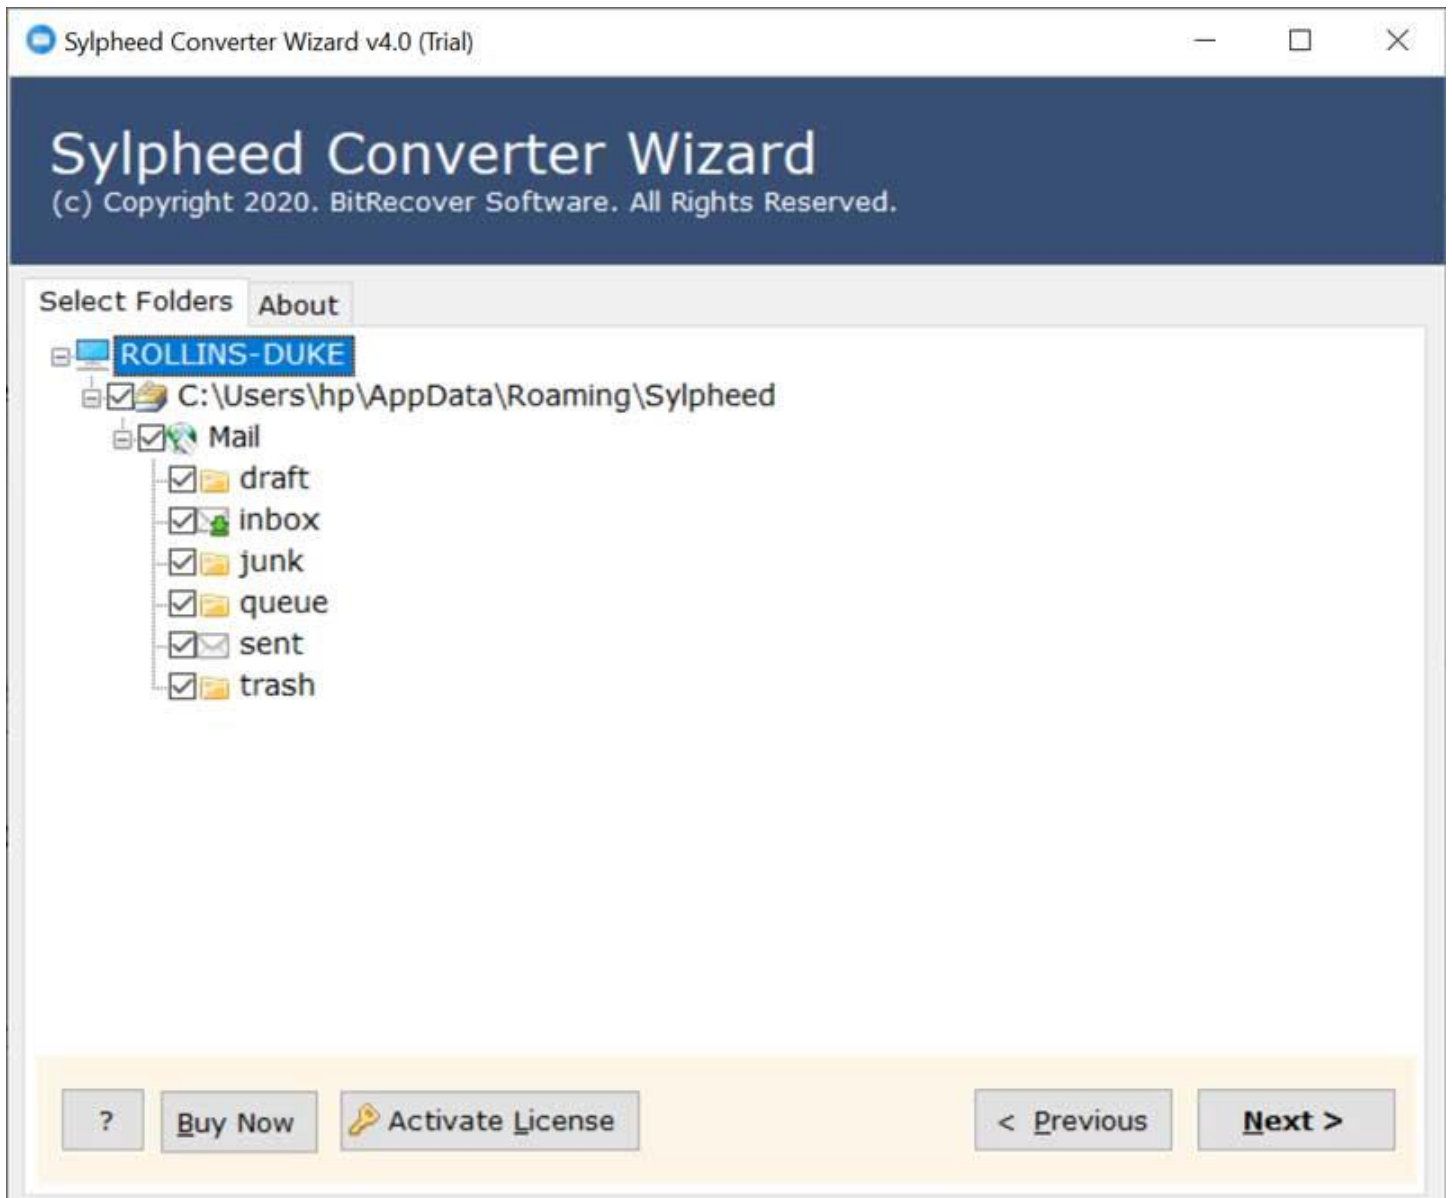 Sylpheed Converter Wizard v4.0 (Trial)
Sylpheed Converter Wizard
(c) Copyright 2020. BitRecover Software. All Rights Reserved.
Select Folders About
ROLLINS-DUKE
C:\Users\hp\AppData\Roaming\Sylpheed
Mail
draft
inbox
junk
queue
sent
trash
? Buy Now Activate License < Previous Next >